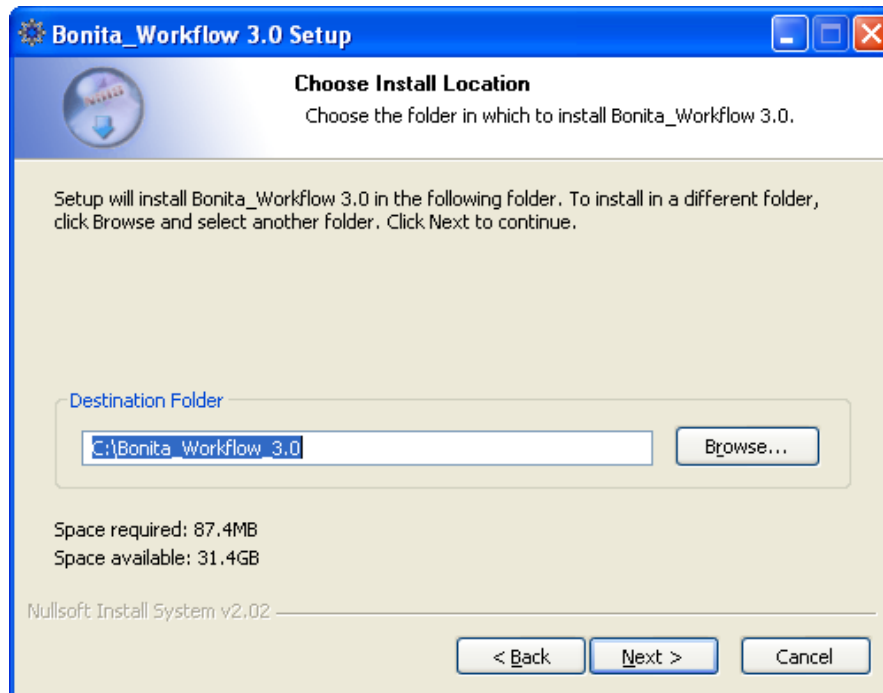 Bonita_Workflow 3.0 Setup
Choose Install Location
Choose the folder in which to install Bonita_Workflow 3.0.
Setup will install Bonita_Workflow 3.0 in the following folder. To install in a different folder,
click Browse and select another folder. Click Next to continue.
Destination Folder
C:\Bonita_Workflow_3.0
Browse...
Space required: 87.4MB
Space available: 31.4GB
Nullsoft Install System v2.02
< Back
Next >
Cancel